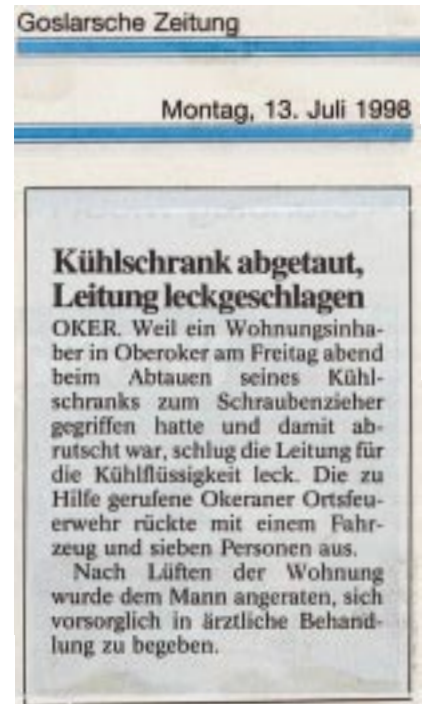 Goslarsche Zeitung
Montag, 13. Juli 1998
Kühlschrank abgetaut,
Leitung leckgeschlagen
OKER. Weil ein Wohnungsinha-
ber in Oberoker am Freitag abend
beim Abtauen seines Kühl-
schranks zum Schraubenzieher
gegriffen hatte und damit ab-
rutscht war, schlug die Leitung für
die Kühlflüssigkeit leck. Die zu
Hilfe gerufene Okeraner Ortsfeu-
erwehr rückte mit einem Fahr-
zeug und sieben Personen aus.
Nach Lüften der Wohnung
wurde dem Mann angeraten, sich
vorsorglich in ärztliche Behand-
lung zu begeben.